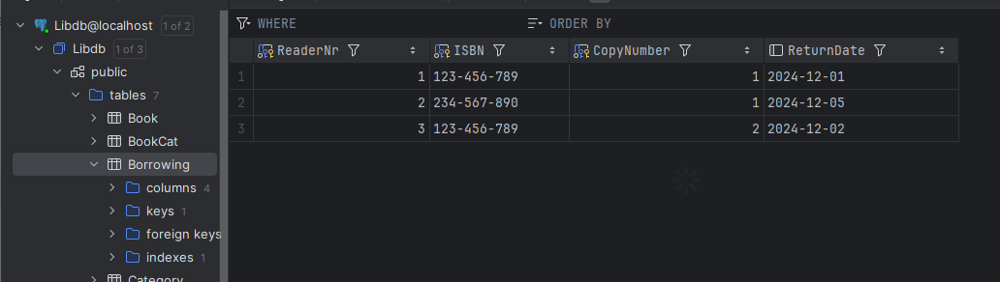 Libdb@localhost 1 of 2
Libdb 1 of 3
public
tables 7
Book
BookCat
Borrowing
columns 4
keys 1
foreign keys
indexes 1
Category
WHERE ORDER BY
ReaderNr ISBN CopyNumber ReturnDate
1 1 123-456-789 1 2024-12-01
2 2 234-567-890 1 2024-12-05
3 3 123-456-789 2 2024-12-02